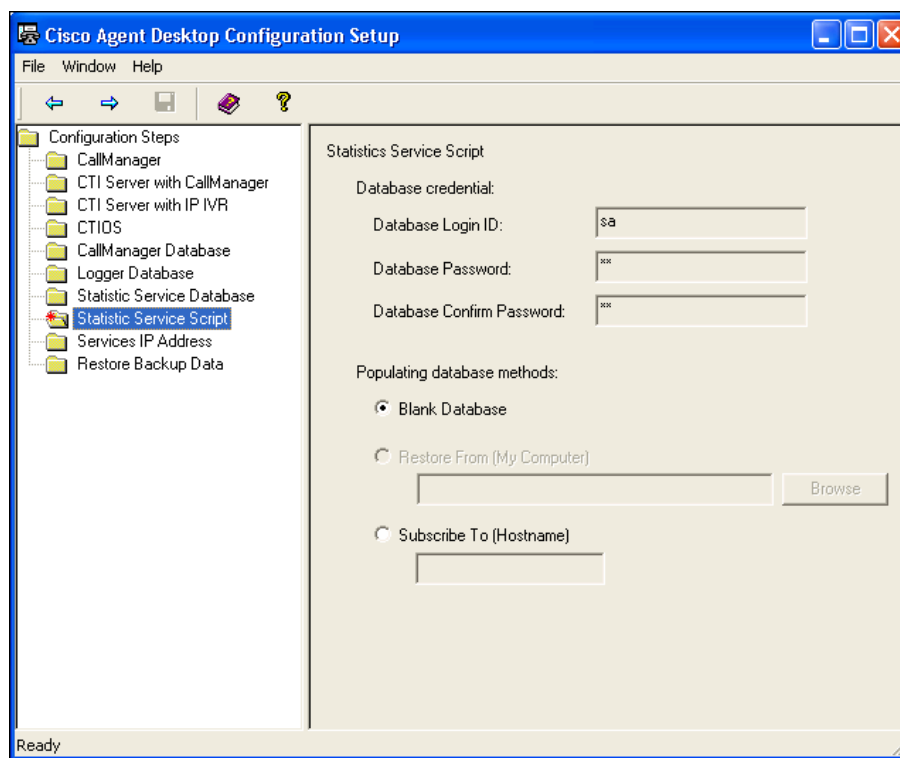 Cisco Agent Desktop Configuration Setup
File Window Help
Configuration Steps
CallManager
CTI Server with CallManager
CTI Server with IP IVR
CTIOS
CallManager Database
Logger Database
Statistic Service Database
Statistic Service Script
Services IP Address
Restore Backup Data
Statistics Service Script
Database credential:
Database Login ID: sa
Database Password: **
Database Confirm Password: **
Populating database methods:
Blank Database
Restore From (My Computer)
Browse
Subscribe To (Hostname)
Ready